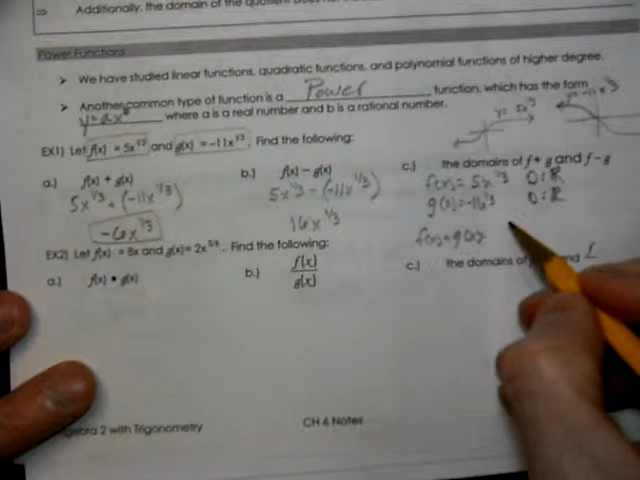 ⇒ Additionally, the domain of the quotient does
Power Functions
➤ We have studied linear functions, quadratic functions, and polynomial functions of higher degree.
➤ Another common type of function is a Power function, which has the form
y=ax^b where a is a real number and b is a rational number.
y= 5x^1/3
EX1) Let f(x) = 5x^1/3 and g(x) = -11x^1/3. Find the following:
a.) f(x) + g(x) b.) f(x) – g(x) c.) the domains of f + g and f – g
5x^1/3 + (-11x^1/3) 5x^1/3 - (-11x^1/3) f(x) = 5x^1/3 D: ℝ
-6x^1/3 16x^1/3 g(x) = -11^1/3 D: ℝ
f(x) + g(x)
EX2) Let f(x) = 8x and g(x) = 2x. Find the following:
a.) f(x) • g(x) b.) f(x)/g(x) c.) the domains of and f
Algebra 2 with Trigonometry CH 6 Notes